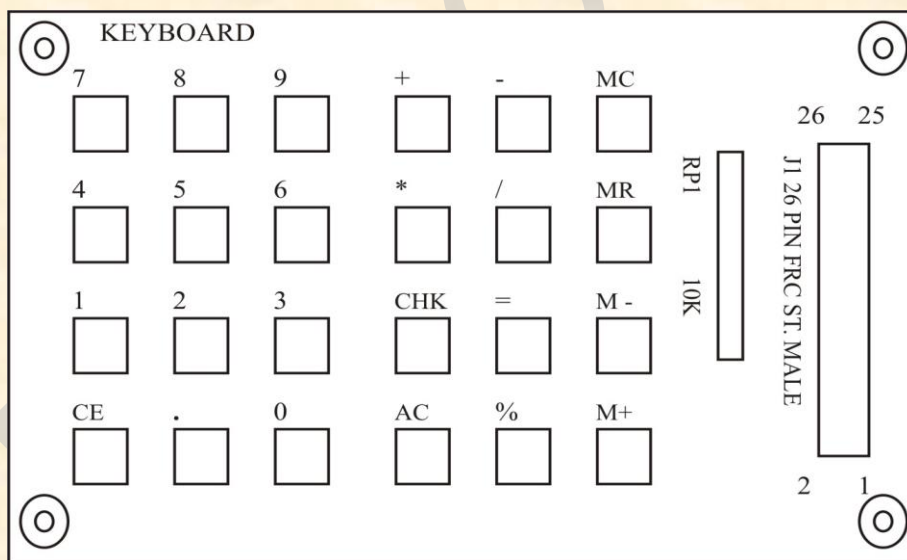 KEYBOARD
7 8 9 + - MC
4 5 6 * / MR
1 2 3 CHK = M -
CE . 0 AC % M+
RP1 10K
J1 26 PIN FRC ST. MALE
26 25
2 1